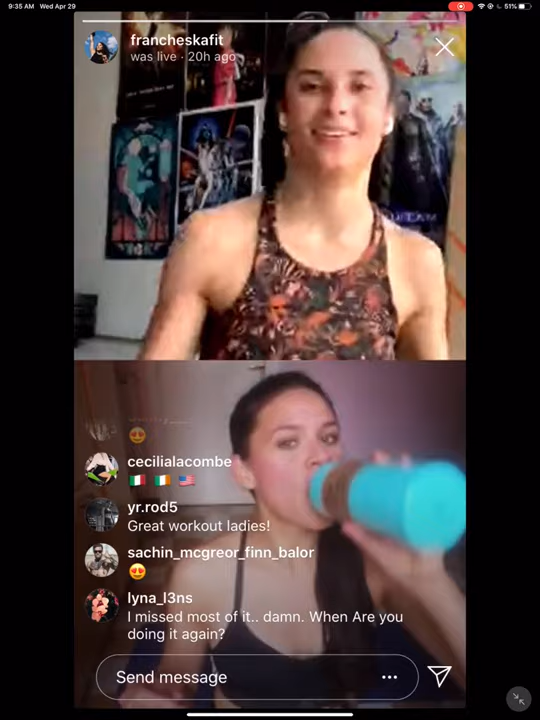 9:35 AM Wed Apr 29
51%
francheskafit
was live · 20h ago
cecilialacombe
🇮🇹 🇮🇪 🇺🇸
yr.rod5
Great workout ladies!
sachin_mcgreor_finn_balor
😍
lyna_l3ns
I missed most of it.. damn. When Are you
doing it again?
Send message